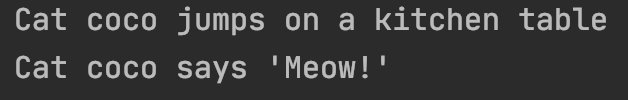 Cat coco jumps on a kitchen table
Cat coco says 'Meow!'